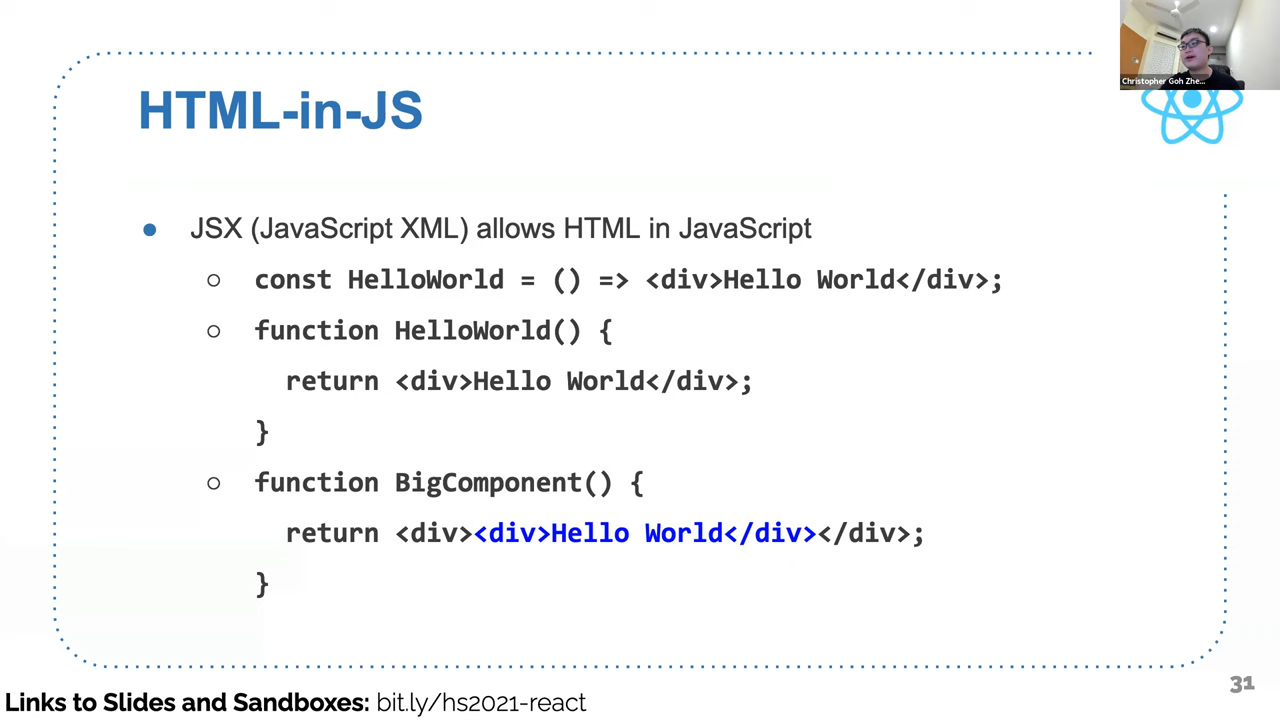 Christopher Goh Zhe...
HTML-in-JS
● JSX (JavaScript XML) allows HTML in JavaScript
○ const HelloWorld = () => <div>Hello World</div>;
○ function HelloWorld() {
return <div>Hello World</div>;
}
○ function BigComponent() {
return <div><div>Hello World</div></div>;
}
31
Links to Slides and Sandboxes: bit.ly/hs2021-react